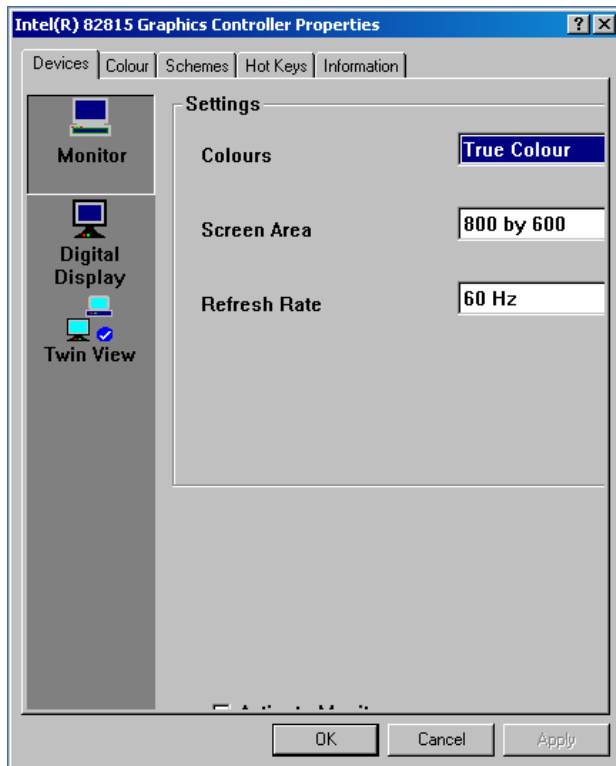 Intel(R) 82815 Graphics Controller Properties
Devices
Colour
Schemes
Hot Keys
Information
Monitor
Digital
Display
Twin View
Settings
Colours
True Colour
Screen Area
800 by 600
Refresh Rate
60 Hz
OK
Cancel
Apply